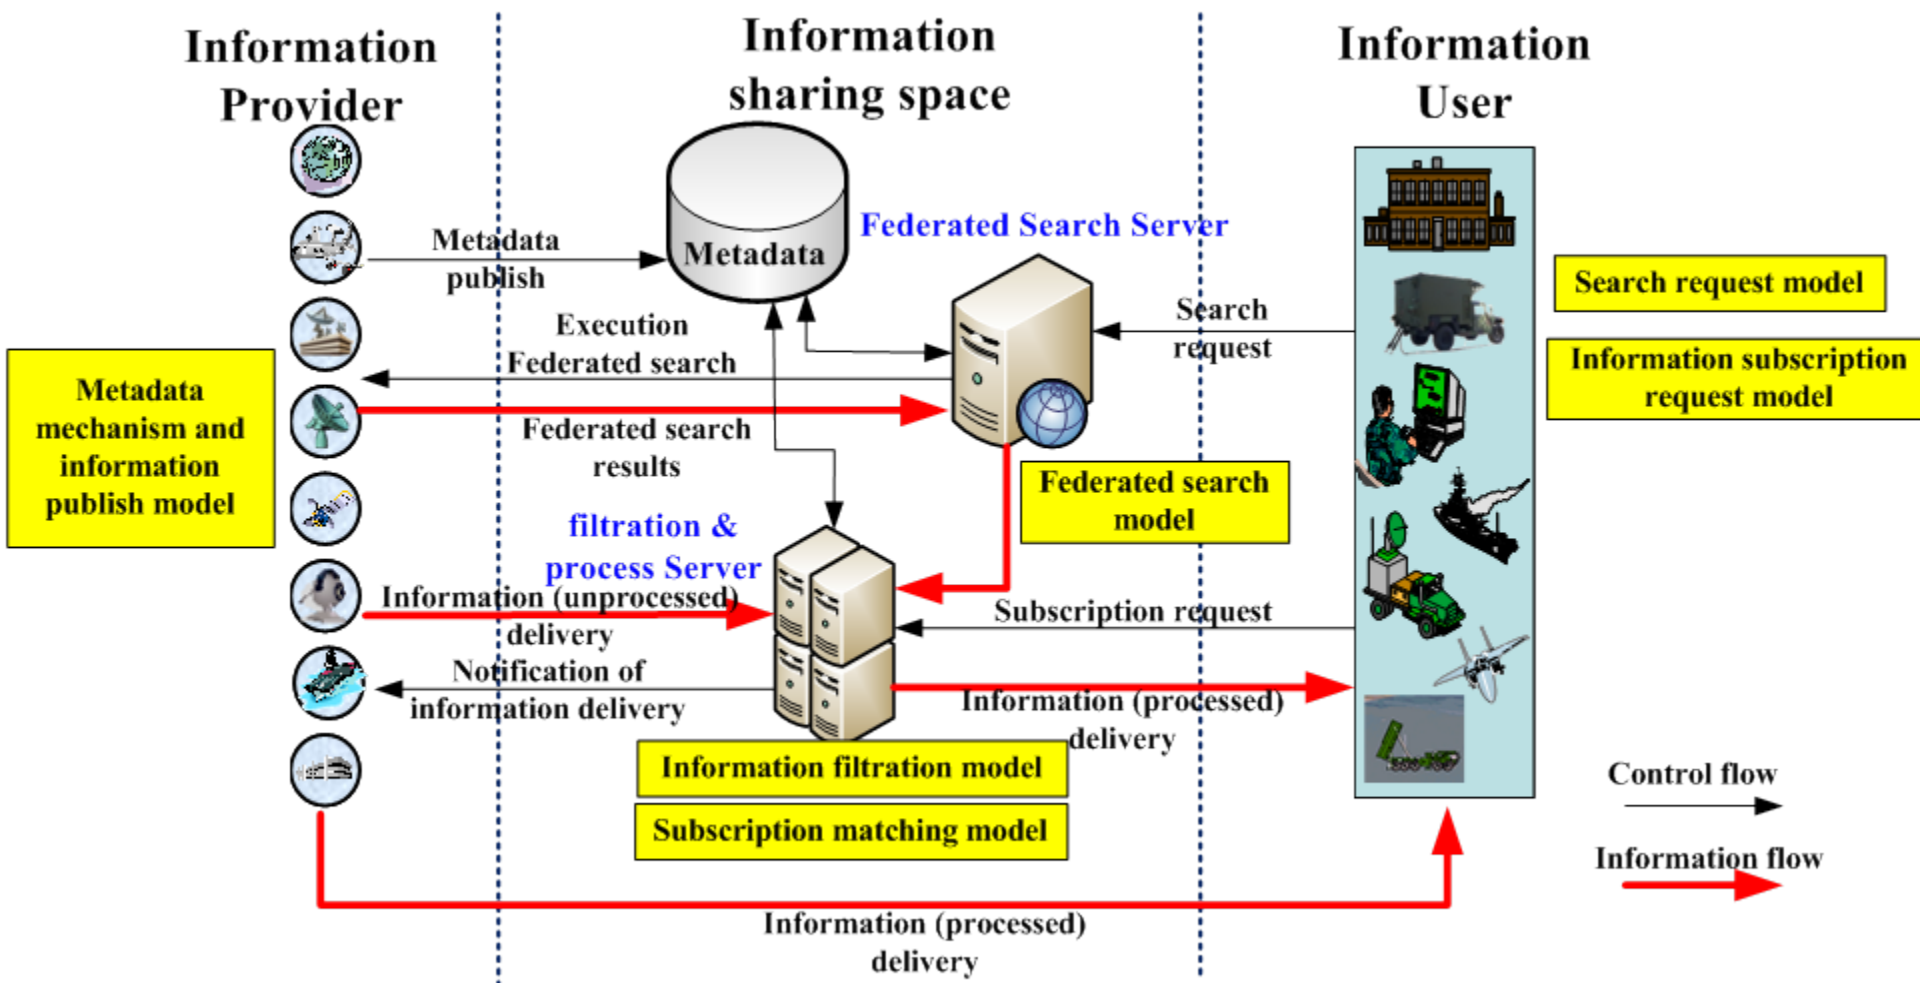 Information
Provider
Information
sharing space
Information
User
Metadata
publish
Metadata
Federated Search Server
Execution
Federated search
Search
request
Search request model
Information subscription
request model
Metadata
mechanism and
information
publish model
Federated search
results
Federated search
model
filtration &
process Server
Information (unprocessed)
delivery
Subscription request
Notification of
information delivery
Information (processed)
delivery
Information filtration model
Subscription matching model
Control flow
Information flow
Information (processed)
delivery